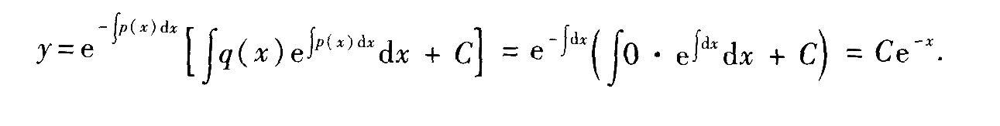 y=e^{-∫p(x)dx}[∫q(x)e^{∫p(x)dx}dx + C] = e^{-∫dx}(∫0 · e^{∫dx}dx + C) = Ce^{-x}.